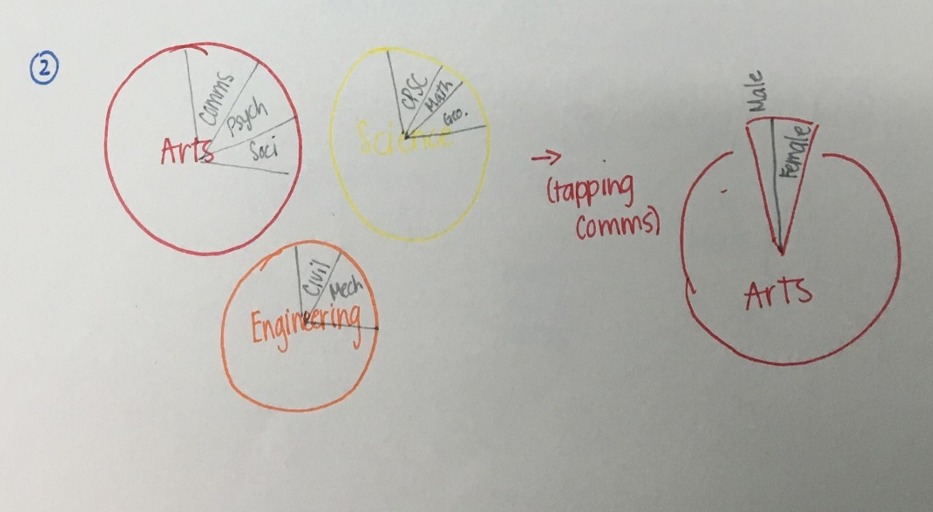 2
Comms
Psych
Soci
Arts
CPSC
Math
Geo.
Science
Civil
Mech
Engineering
→
(tapping
Comms)
Male
Female
Arts